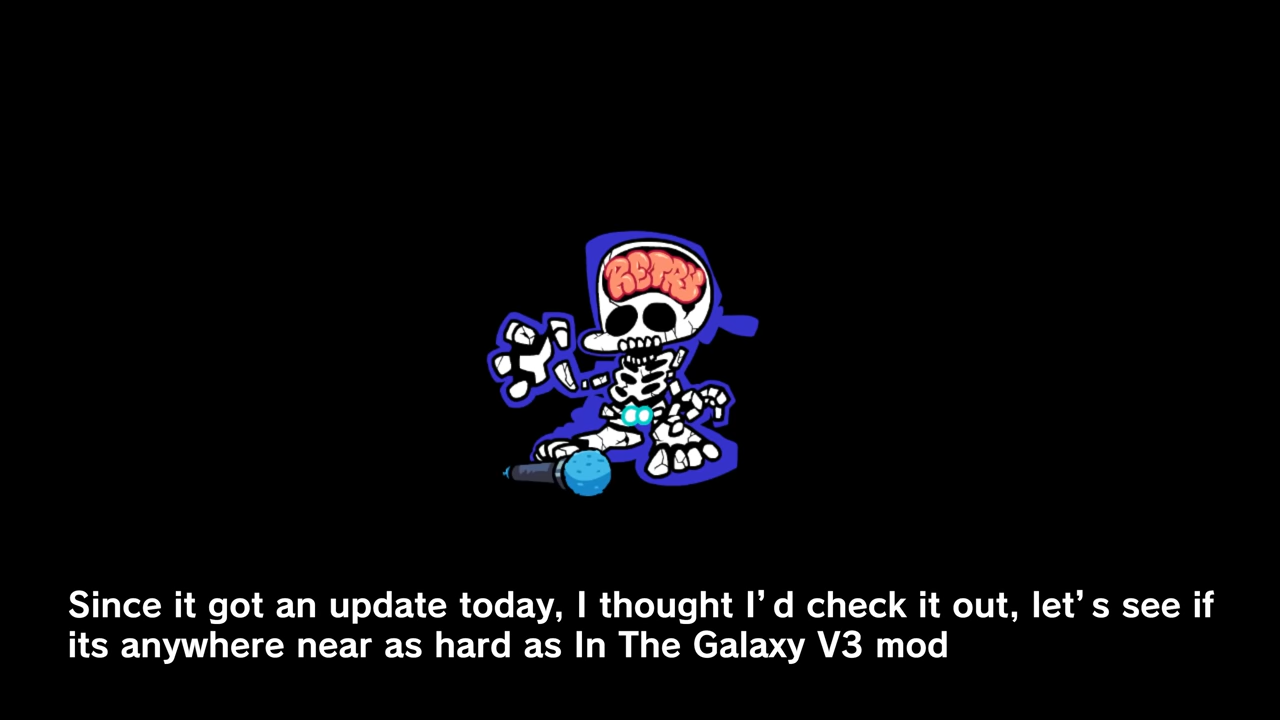 RETRY
Since it got an update today, I thought I’d check it out, let’s see if
its anywhere near as hard as In The Galaxy V3 mod